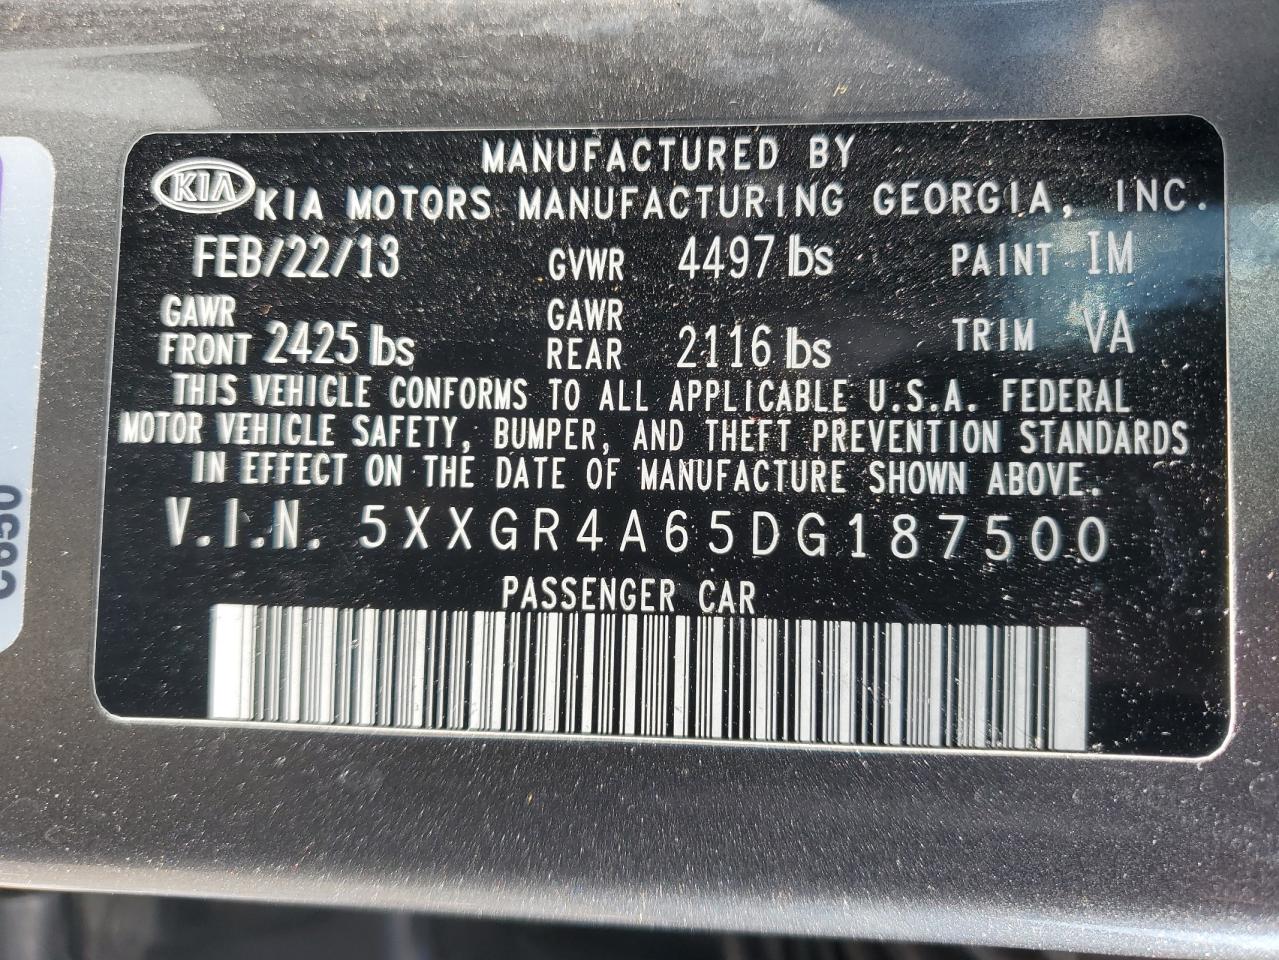 MANUFACTURED BY
KIA KIA MOTORS MANUFACTURING GEORGIA, INC.
FEB/22/13 GVWR 4497 lbs PAINT IM
GAWR FRONT 2425 lbs GAWR REAR 2116 lbs TRIM VA
THIS VEHICLE CONFORMS TO ALL APPLICABLE U.S.A. FEDERAL
MOTOR VEHICLE SAFETY, BUMPER, AND THEFT PREVENTION STANDARDS
IN EFFECT ON THE DATE OF MANUFACTURE SHOWN ABOVE.
V.I.N. 5XXGR4A65DG187500
PASSENGER CAR